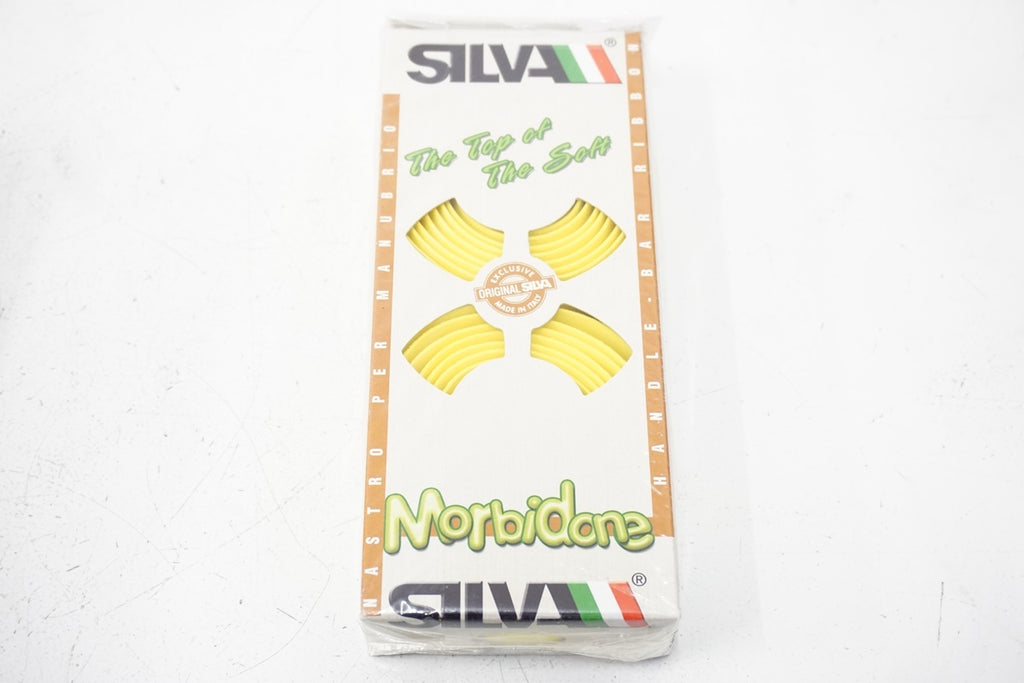 SILVA®
The Top of
The Soft
NASTRO PER MANUBRIO
HANDLE-BAR RIBBON
EXCLUSIVE
ORIGINAL SILVA
MADE IN ITALY
Morbidone
SILVA®